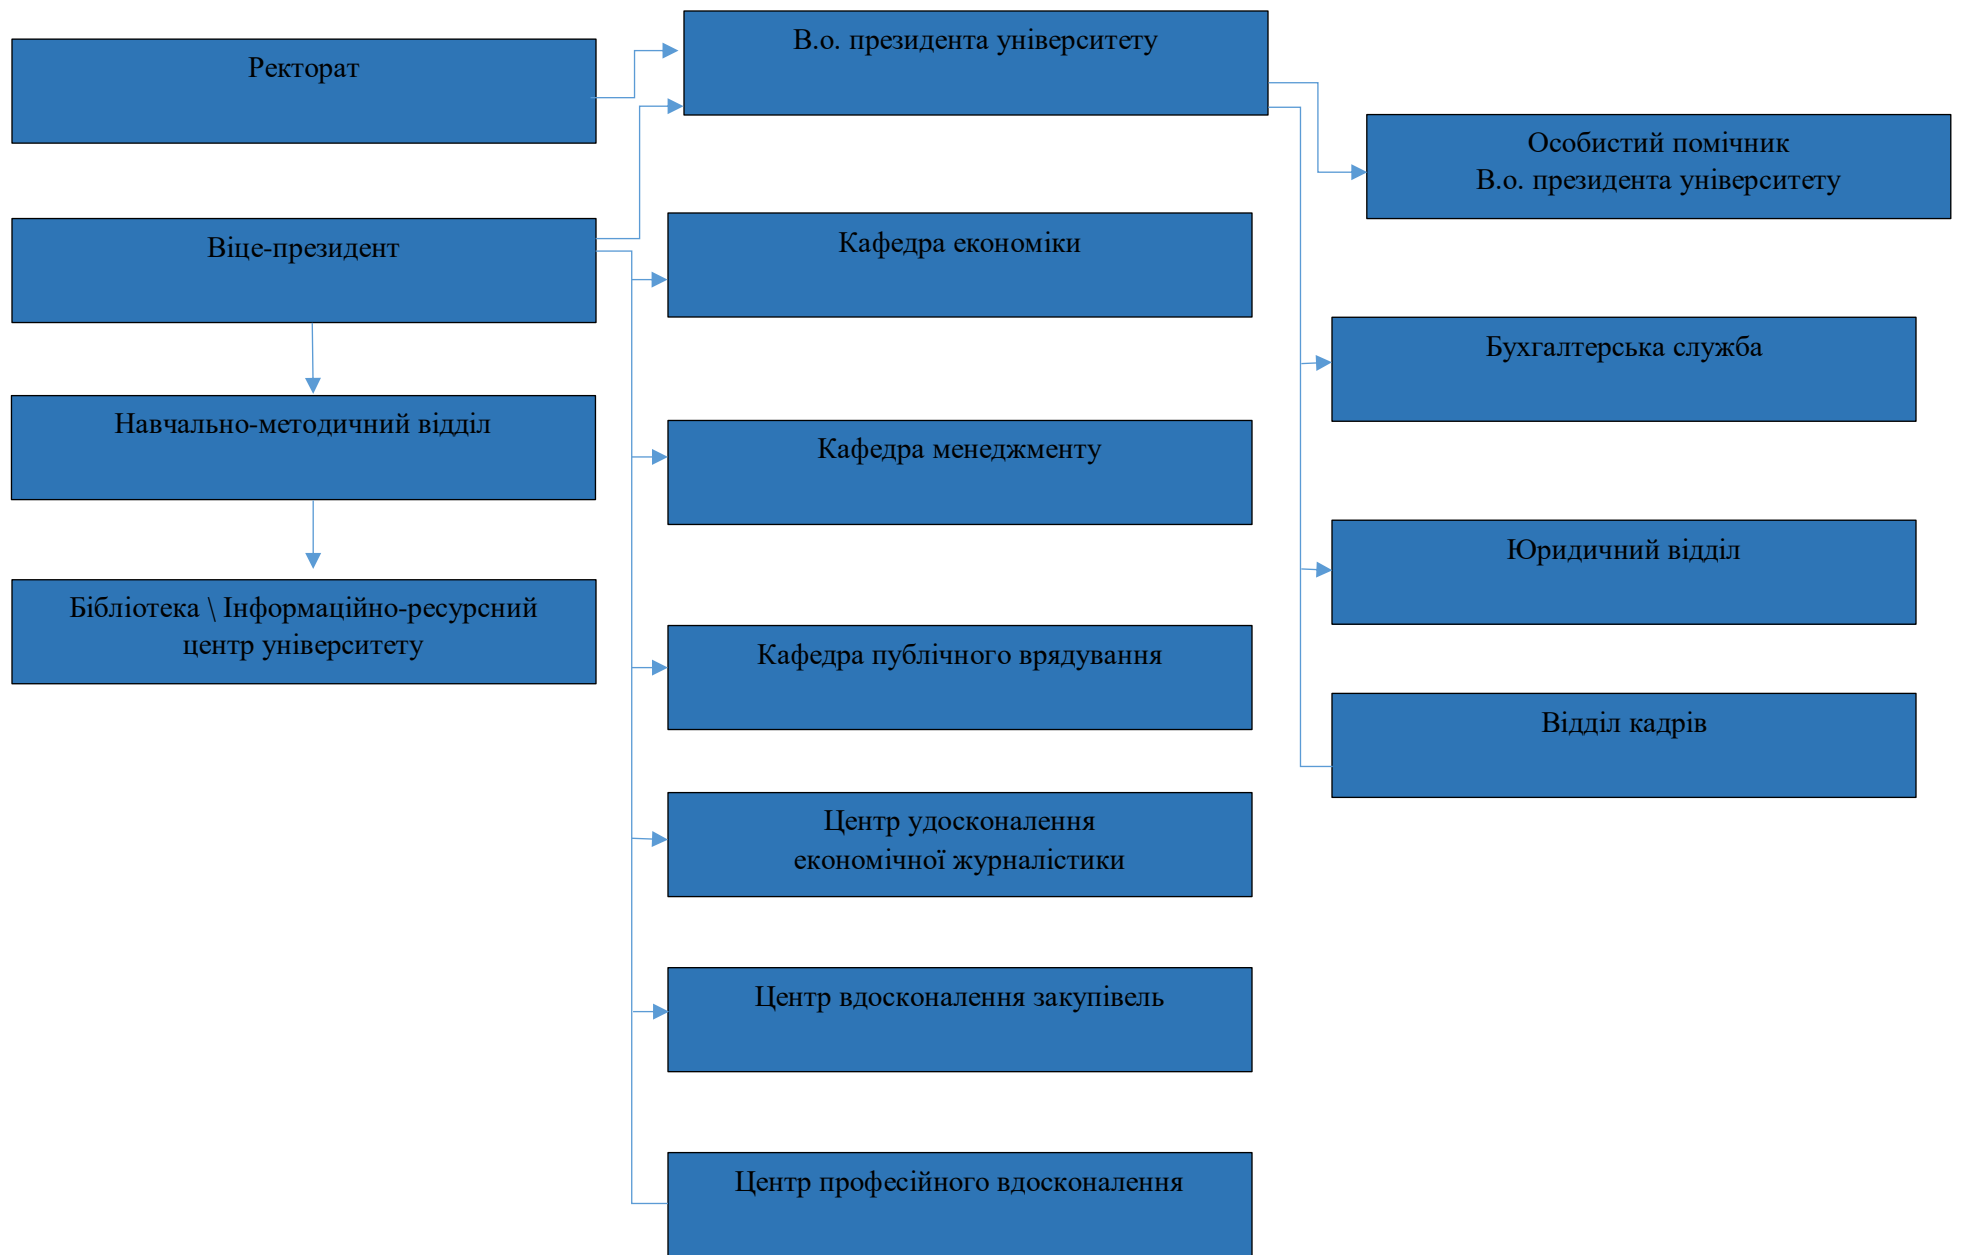 Ректорат
В.о. президента університету
Особистий помічник
В.о. президента університету
Віце-президент
Кафедра економіки
Бухгалтерська служба
Навчально-методичний відділ
Кафедра менеджменту
Юридичний відділ
Бібліотека \ Інформаційно-ресурсний
центр університету
Кафедра публічного врядування
Відділ кадрів
Центр удосконалення
економічної журналістики
Центр вдосконалення закупівель
Центр професійного вдосконалення